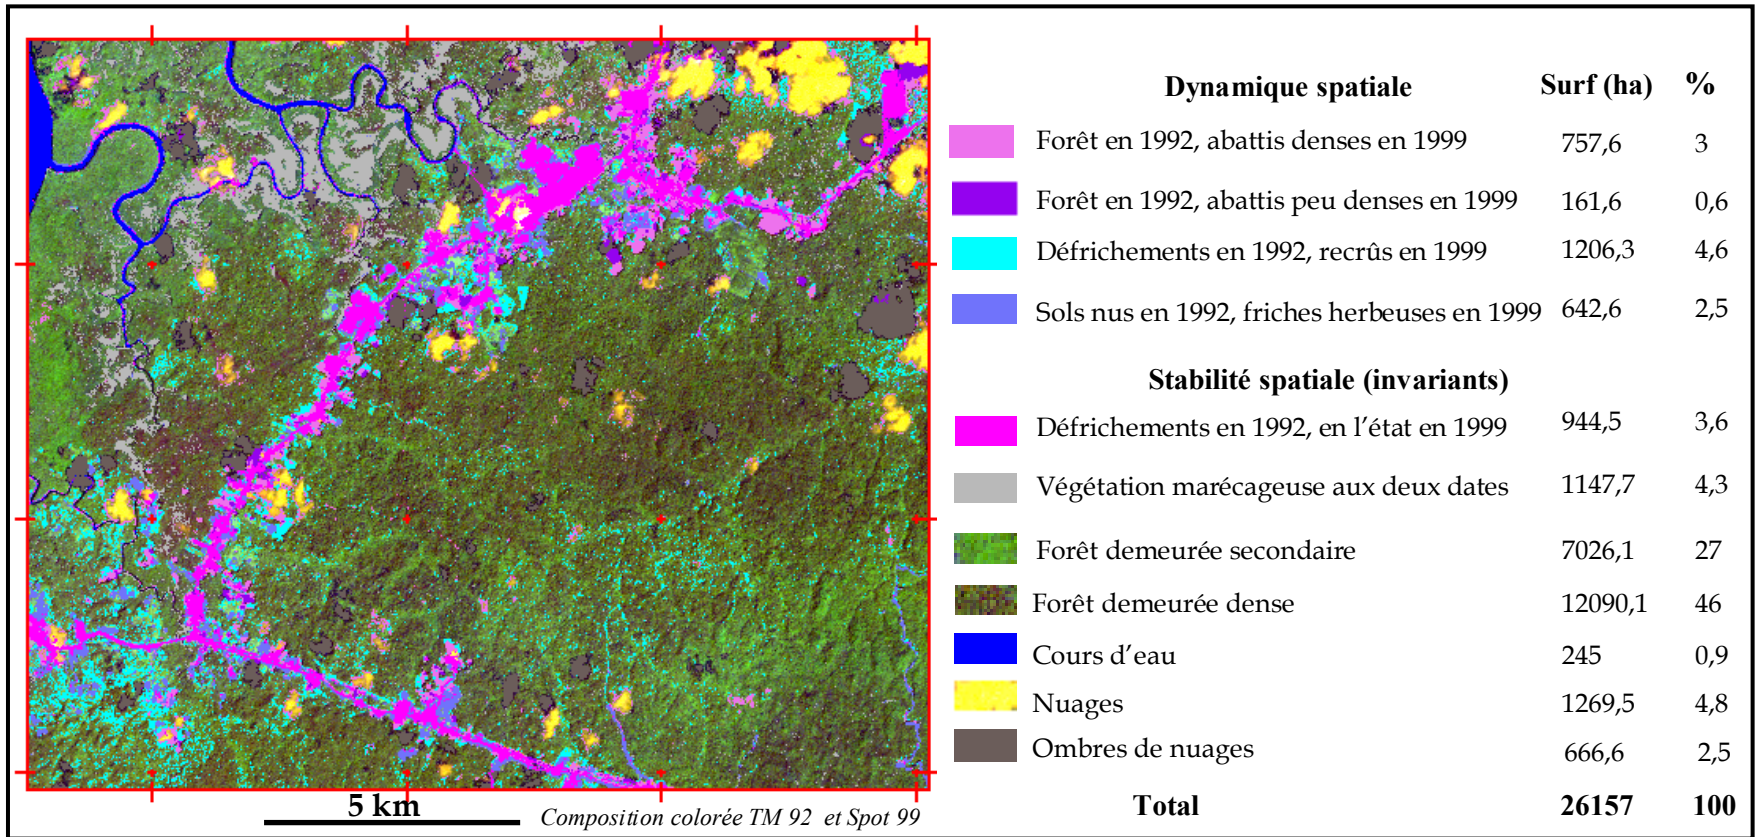 Dynamique spatiale Surf (ha) %
Forêt en 1992, abattis denses en 1999 757,6 3
Forêt en 1992, abattis peu denses en 1999 161,6 0,6
Défrichements en 1992, recrûs en 1999 1206,3 4,6
Sols nus en 1992, friches herbeuses en 1999 642,6 2,5
Stabilité spatiale (invariants)
Défrichements en 1992, en l’état en 1999 944,5 3,6
Végétation marécageuse aux deux dates 1147,7 4,3
Forêt demeurée secondaire 7026,1 27
Forêt demeurée dense 12090,1 46
Cours d’eau 245 0,9
Nuages 1269,5 4,8
Ombres de nuages 666,6 2,5
Total 26157 100
5 km
Composition colorée TM 92 et Spot 99